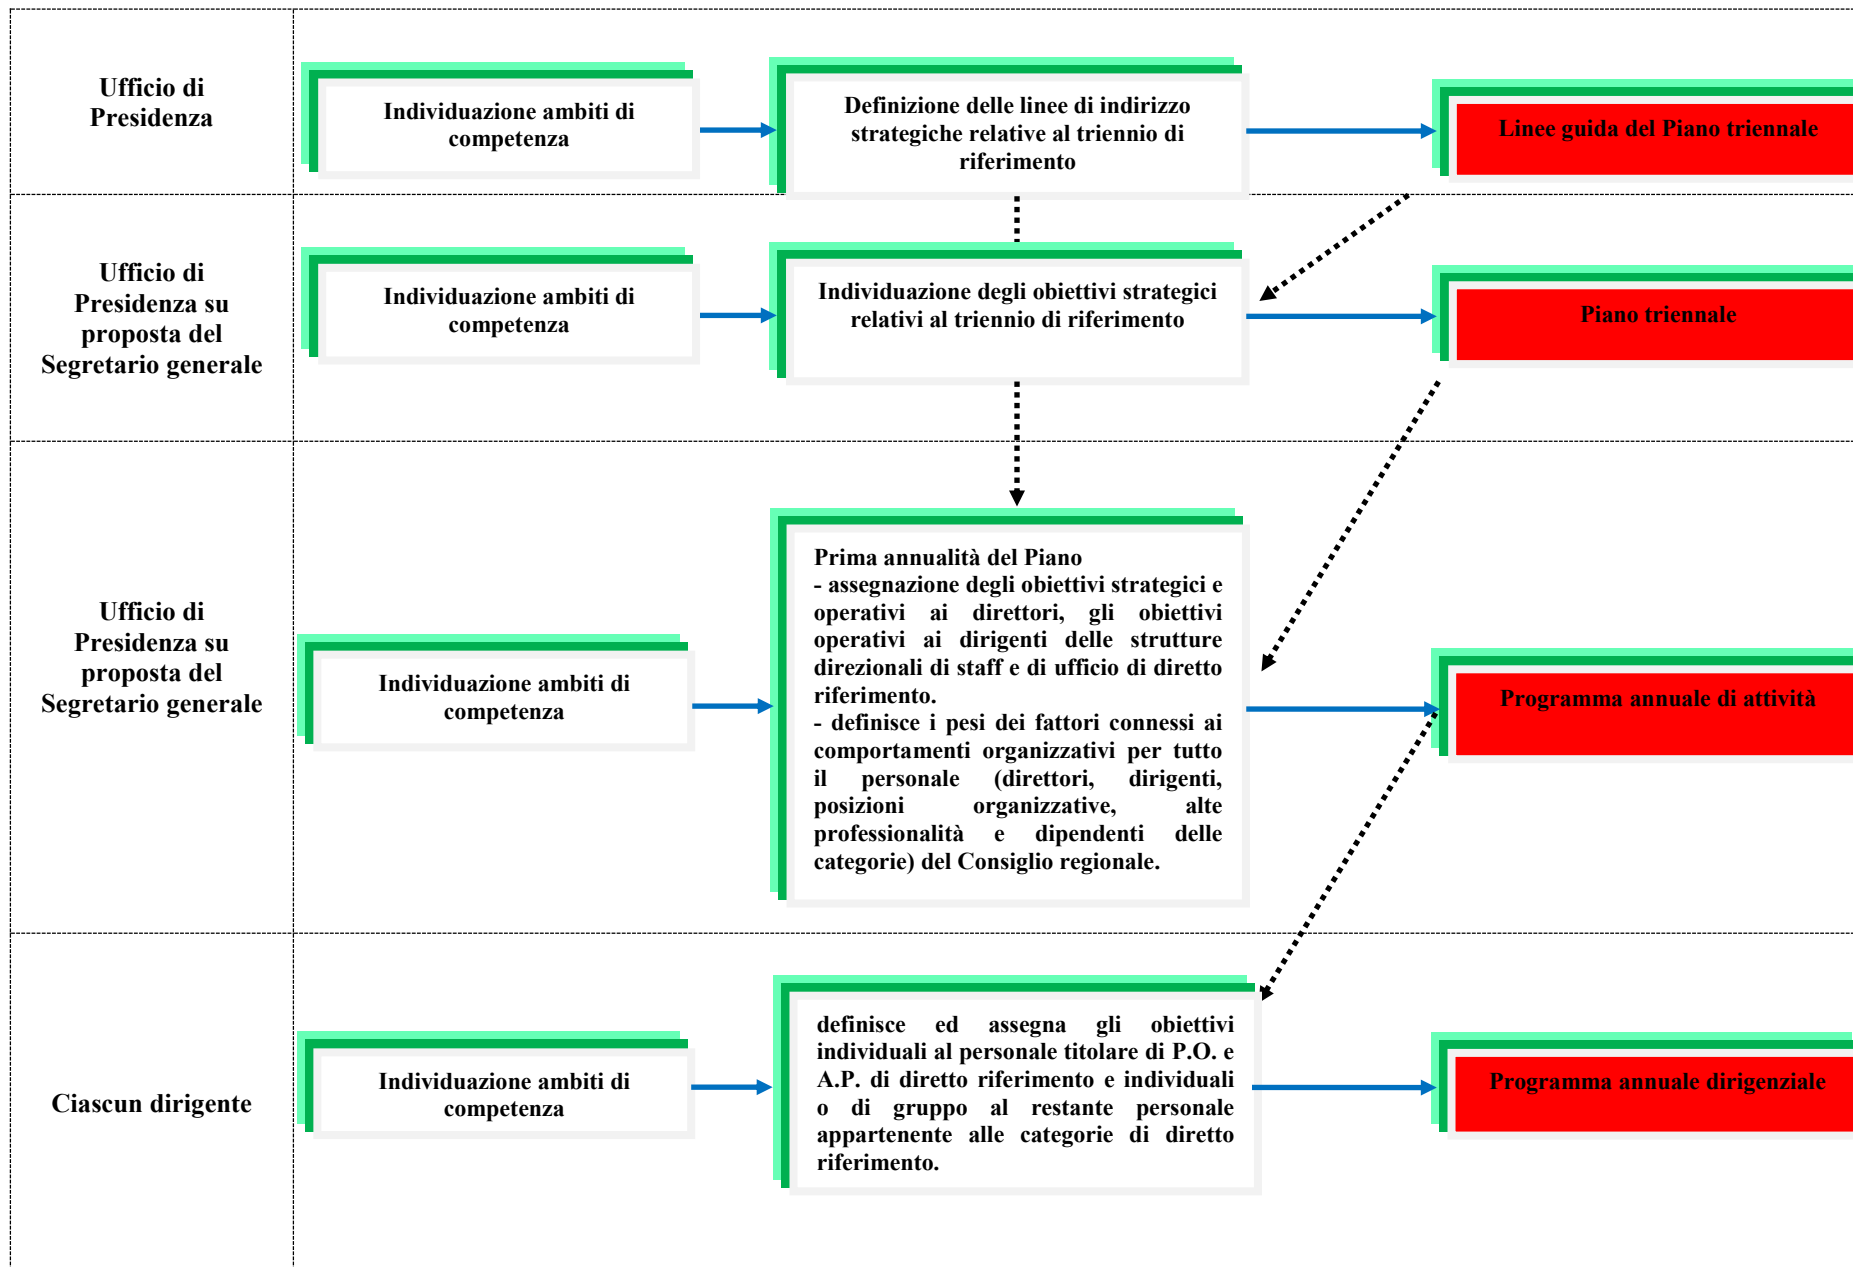 Ufficio di
Presidenza
Individuazione ambiti di
competenza
Definizione delle linee di indirizzo
strategiche relative al triennio di
riferimento
Linee guida del Piano triennale
Ufficio di
Presidenza su
proposta del
Segretario generale
Individuazione ambiti di
competenza
Individuazione degli obiettivi strategici
relativi al triennio di riferimento
Piano triennale
Ufficio di
Presidenza su
proposta del
Segretario generale
Individuazione ambiti di
competenza
Prima annualità del Piano
- assegnazione degli obiettivi strategici e
operativi ai direttori, gli obiettivi
operativi ai dirigenti delle strutture
direzionali di staff e di ufficio di diretto
riferimento.
- definisce i pesi dei fattori connessi ai
comportamenti organizzativi per tutto
il personale (direttori, dirigenti,
posizioni organizzative, alte
professionalità e dipendenti delle
categorie) del Consiglio regionale.
Programma annuale di attività
Ciascun dirigente
Individuazione ambiti di
competenza
definisce ed assegna gli obiettivi
individuali al personale titolare di P.O. e
A.P. di diretto riferimento e individuali
o di gruppo al restante personale
appartenente alle categorie di diretto
riferimento.
Programma annuale dirigenziale